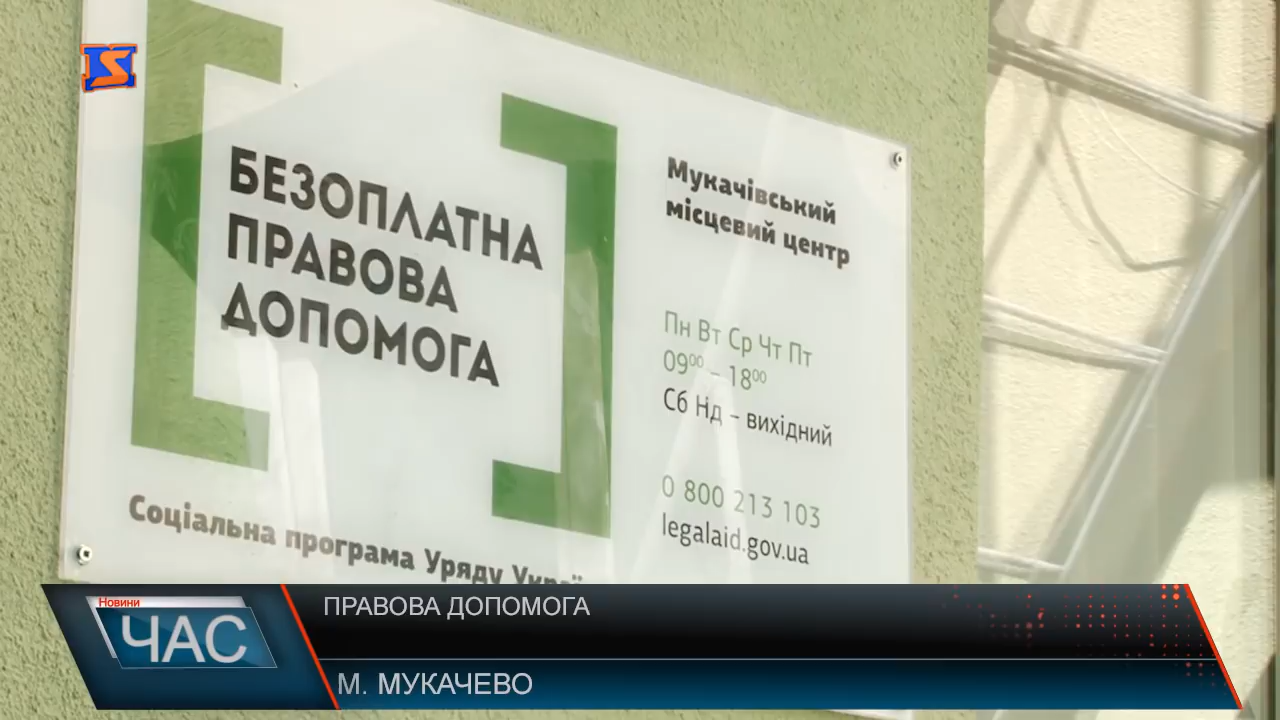 БЕЗОПЛАТНА
ПРАВОВА
ДОПОМОГА
Соціальна програма Уряду
Мукачівський
місцевий центр
Пн Вт Ср Чт Пт
09⁰⁰ – 18⁰⁰
Сб Нд – вихідний
0 800 213 103
legalaid.gov.ua
Новини
ЧАС
ПРАВОВА ДОПОМОГА
М. МУКАЧЕВО